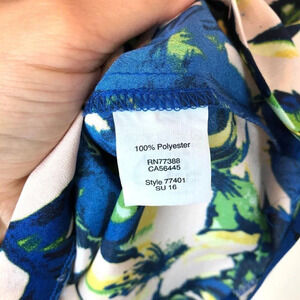 100% Polyester
RN77388
CA56445
Style 77401
SU 16